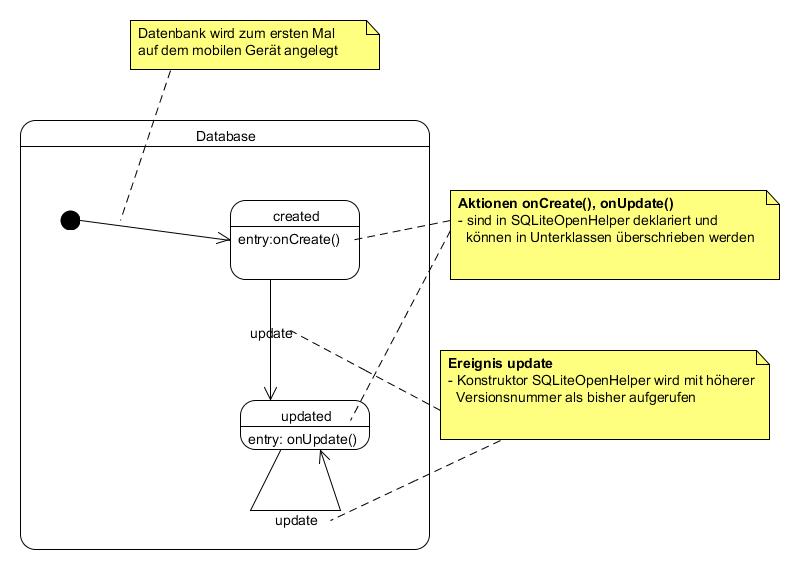 Datenbank wird zum ersten Mal
auf dem mobilen Gerät angelegt
Database
created
entry:onCreate()
Aktionen onCreate(), onUpdate()
- sind in SQLiteOpenHelper deklariert und
können in Unterklassen überschrieben werden
update
Ereignis update
- Konstruktor SQLiteOpenHelper wird mit höherer
Versionsnummer als bisher aufgerufen
updated
entry: onUpdate()
update